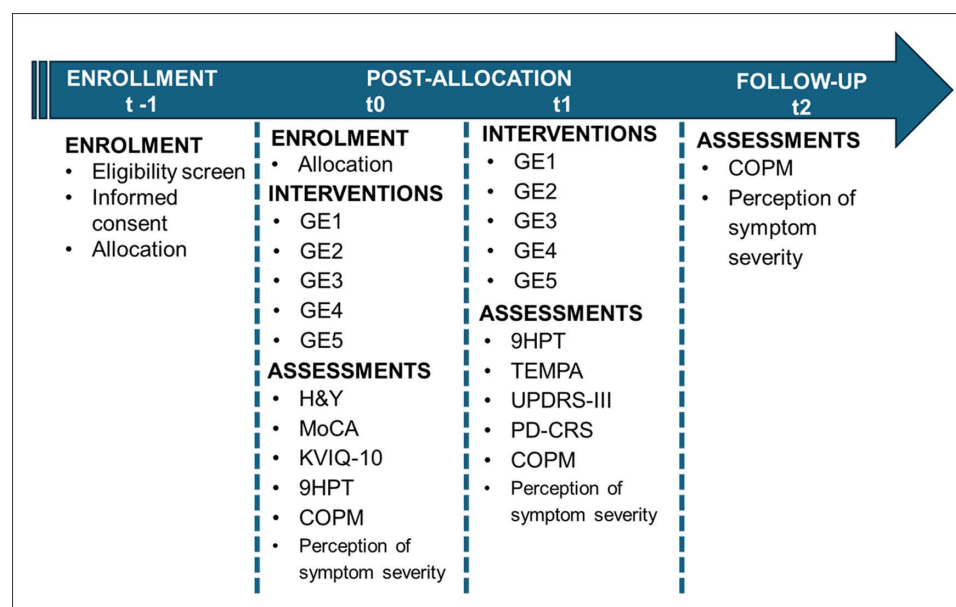 ENROLLMENT
t -1
POST-ALLOCATION
t0
t1
FOLLOW-UP
t2
ENROLMENT
• Eligibility screen
• Informed
consent
• Allocation
ENROLMENT
• Allocation
INTERVENTIONS
• GE1
• GE2
• GE3
• GE4
• GE5
ASSESSMENTS
• H&Y
• MoCA
• KVIQ-10
• 9HPT
• COPM
• Perception of
symptom severity
INTERVENTIONS
• GE1
• GE2
• GE3
• GE4
• GE5
ASSESSMENTS
• 9HPT
• TEMPA
• UPDRS-III
• PD-CRS
• COPM
• Perception of
symptom severity
ASSESSMENTS
• COPM
• Perception of
symptom
severity